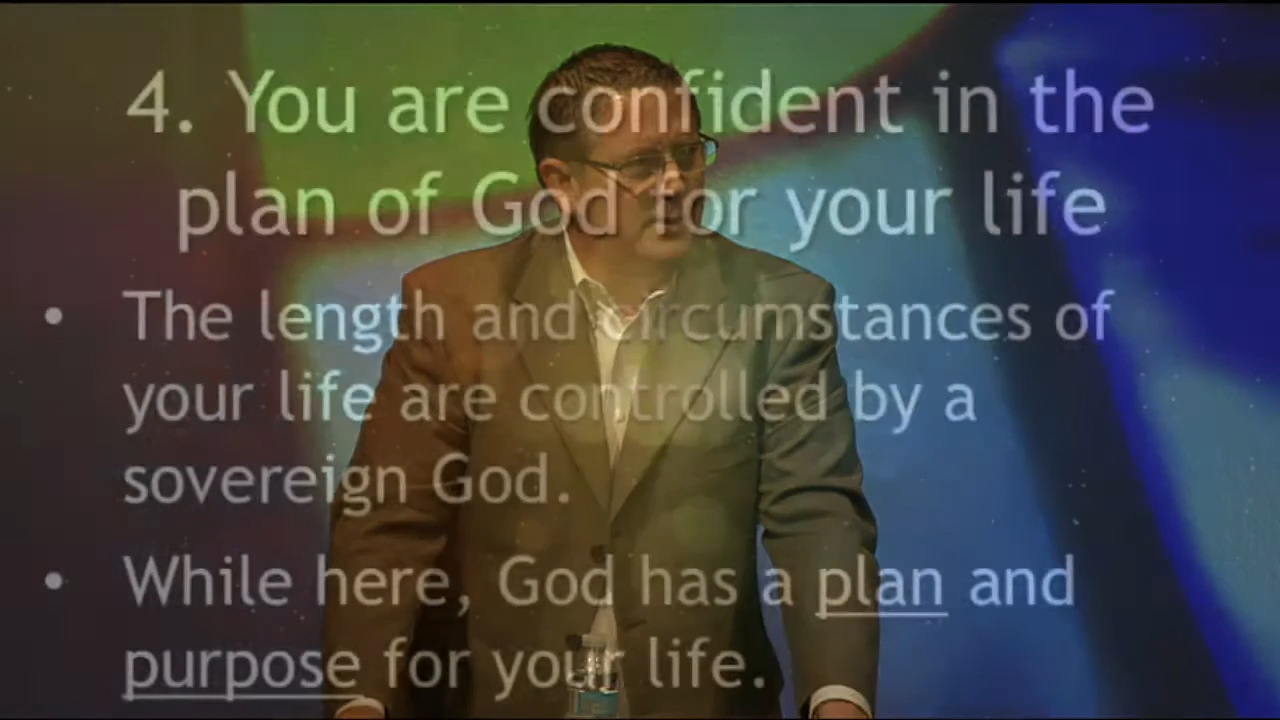 4. You are confident in the
plan of God for your life
• The length and circumstances of
your life are controlled by a
sovereign God.
• While here, God has a plan and
purpose for your life.